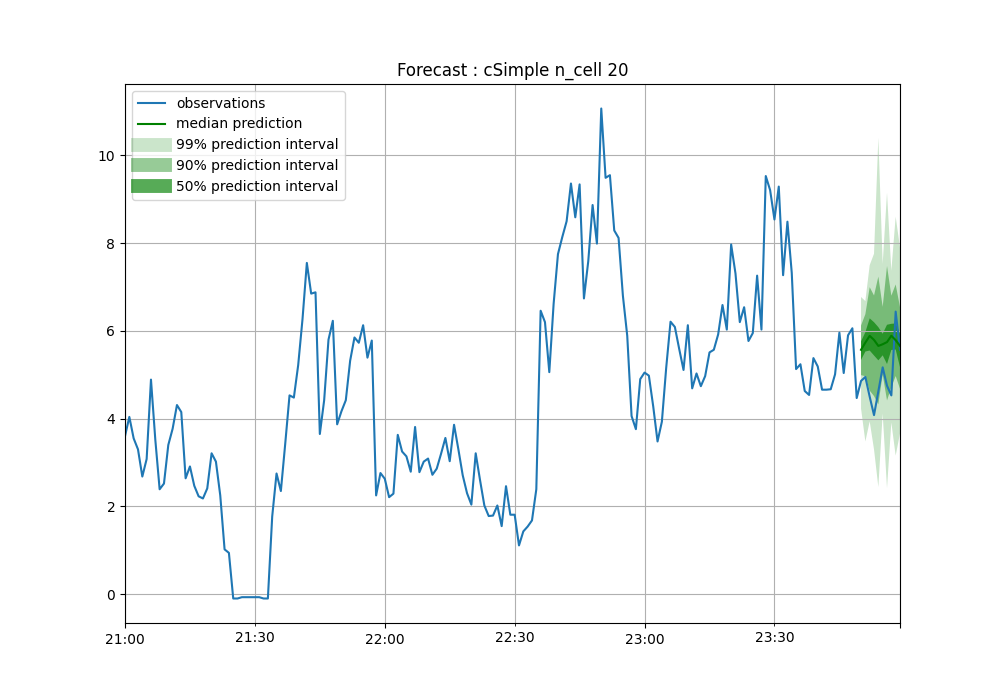 Forecast : cSimple n_cell 20
observations
median prediction
99% prediction interval
90% prediction interval
50% prediction interval
10
8
6
4
2
0
21:00 21:30 22:00 22:30 23:00 23:30